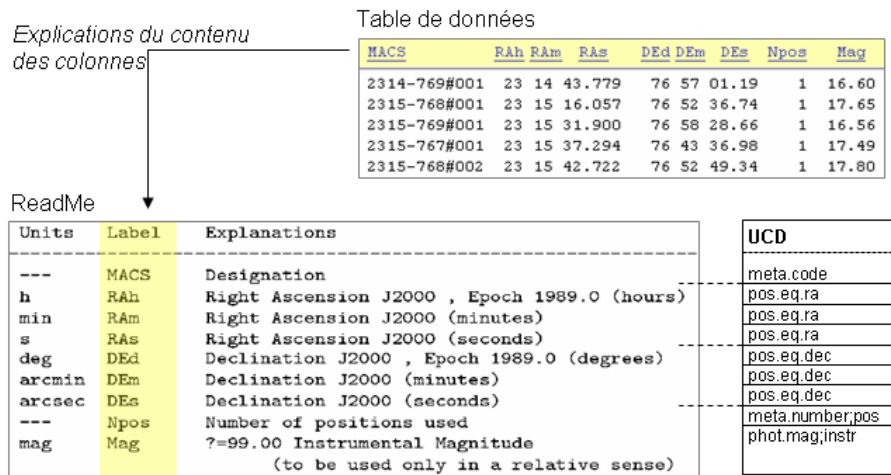 Explications du contenu
des colonnes
Table de données
MACS RAh RAm RAs DEd DEm DEs Npos Mag
2314-769#001 23 14 43.779 76 57 01.19 1 16.60
2315-768#001 23 15 16.057 76 52 36.74 1 17.65
2315-769#001 23 15 31.900 76 58 28.66 1 16.56
2315-767#001 23 15 37.294 76 43 36.98 1 17.49
2315-768#002 23 15 42.722 76 52 49.34 1 17.80
ReadMe
Units Label Explanations
--- MACS Designation
h RAh Right Ascension J2000 , Epoch 1989.0 (hours)
min RAm Right Ascension J2000 (minutes)
s RAs Right Ascension J2000 (seconds)
deg DEd Declination J2000 , Epoch 1989.0 (degrees)
arcmin DEm Declination J2000 (minutes)
arcsec DEs Declination J2000 (seconds)
--- Npos Number of positions used
mag Mag ?=99.00 Instrumental Magnitude
(to be used only in a relative sense)
UCD
meta.code
pos.eq.ra
pos.eq.ra
pos.eq.ra
pos.eq.dec
pos.eq.dec
pos.eq.dec
meta.number;pos
phot.mag;instr